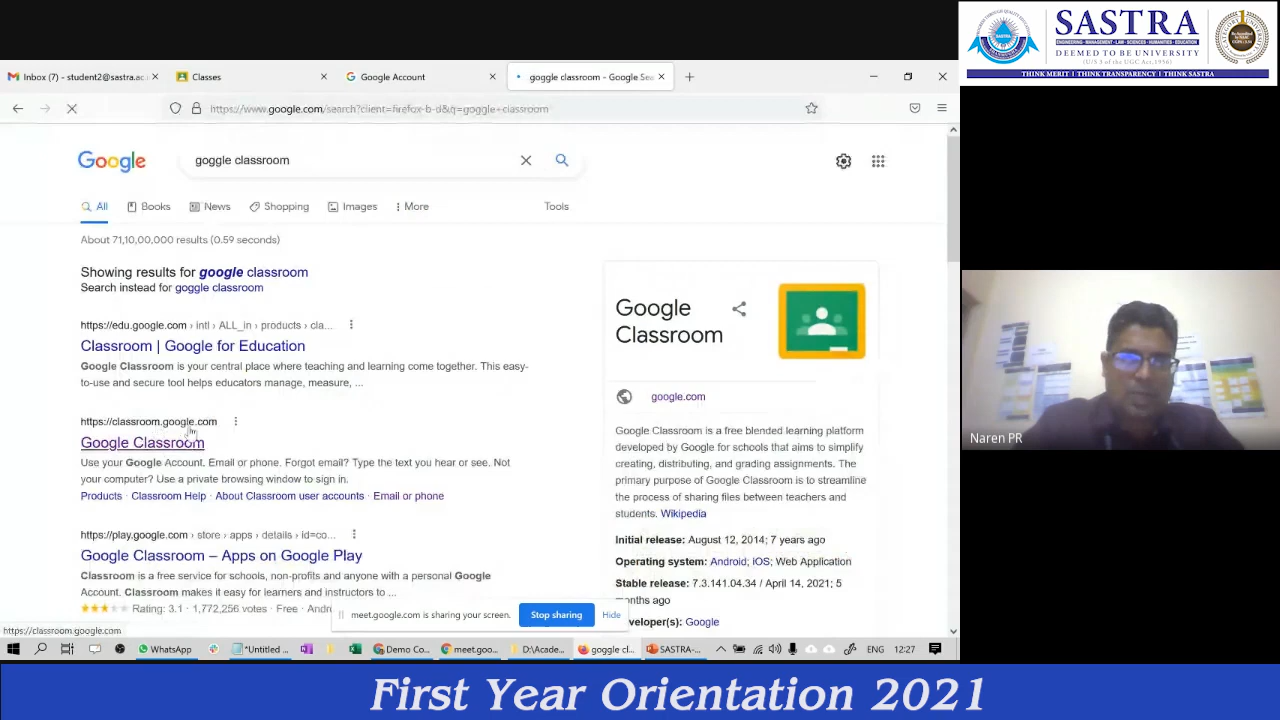 SASTRA
ENGINEERING · MANAGEMENT · LAW · SCIENCES · HUMANITIES · EDUCATION
DEEMED TO BE UNIVERSITY
(U/S 3 of the UGC Act, 1956)
THINK MERIT | THINK TRANSPARENCY | THINK SASTRA
Inbox (7) - student2@sastra.ac.i
Classes
Google Account
goggle classroom - Google Sea
https://www.google.com/search?client=firefox-b-d&q=goggle+classroom
Google
goggle classroom
All
Books
News
Shopping
Images
More
Tools
About 71,10,00,000 results (0.59 seconds)
Showing results for google classroom
Search instead for goggle classroom
https://edu.google.com › intl › ALL_in › products › cla...
Classroom | Google for Education
Google Classroom is your central place where teaching and learning come together. This easy-
to-use and secure tool helps educators manage, measure, ...
https://classroom.google.com
Google Classroom
Use your Google Account. Email or phone. Forgot email? Type the text you hear or see. Not
your computer? Use a private browsing window to sign in.
Products · Classroom Help · About Classroom user accounts · Email or phone
https://play.google.com › store › apps › details › id=co...
Google Classroom – Apps on Google Play
Classroom is a free service for schools, non-profits and anyone with a personal Google
Account. Classroom makes it easy for learners and instructors to ...
Rating: 3.1 · 1,772,256 votes · Free · Andr
Google
Classroom
google.com
Google Classroom is a free blended learning platform
developed by Google for schools that aims to simplify
creating, distributing, and grading assignments. The
primary purpose of Google Classroom is to streamline
the process of sharing files between teachers and
students. Wikipedia
Initial release: August 12, 2014; 7 years ago
Operating system: Android, iOS; Web Application
Stable release: 7.3.141.04.34 / April 14, 2021; 5
months ago
veloper(s): Google
meet.google.com is sharing your screen.
Stop sharing
Hide
https://classroom.google.com
WhatsApp
*Untitled ...
Demo Co...
meet.goo...
D:\Acade...
goggle cl...
SASTRA-...
ENG
12:27
Naren PR
First Year Orientation 2021